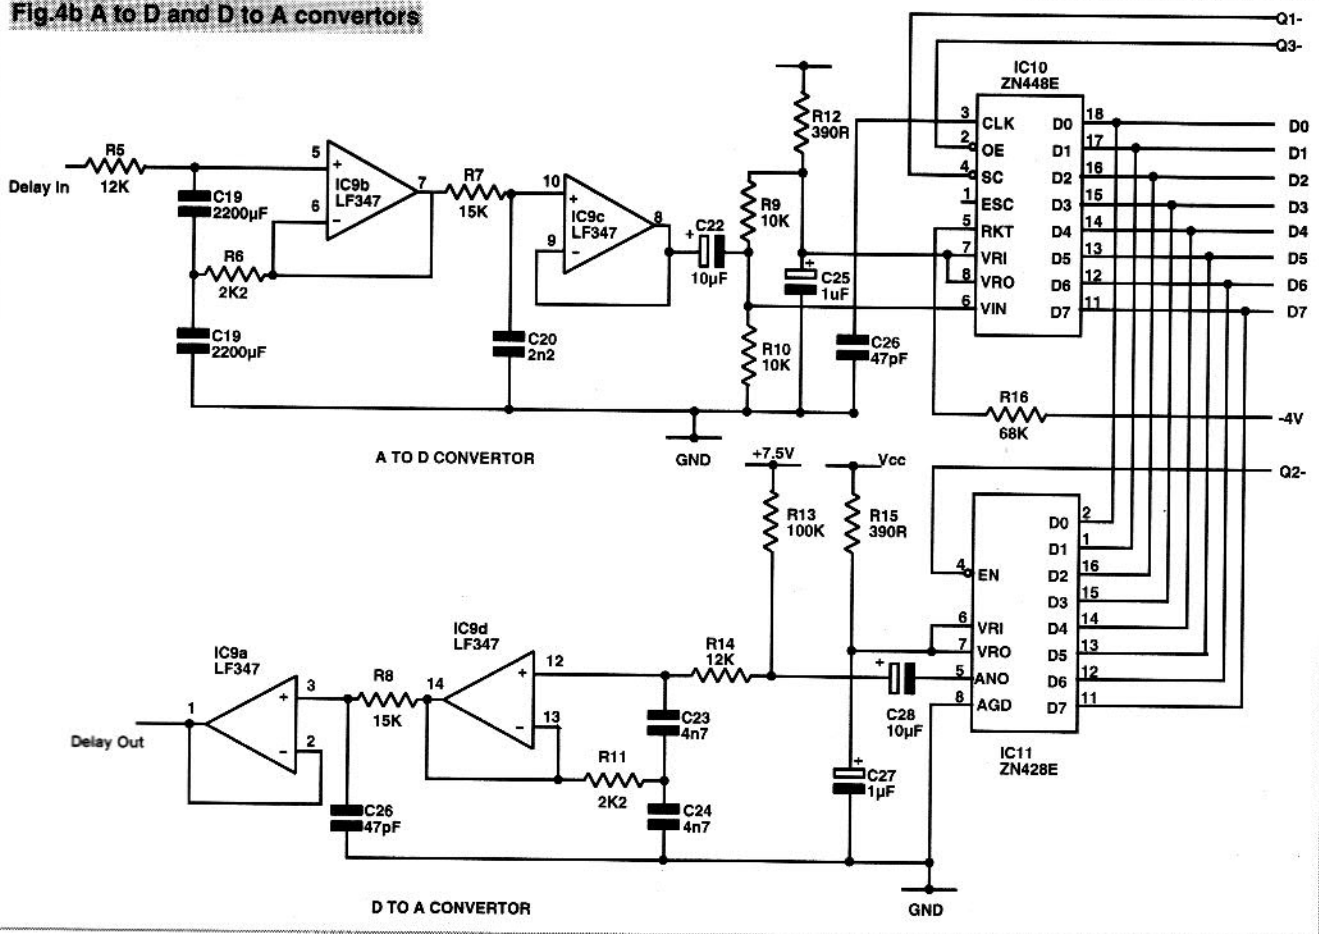 Fig.4b A to D and D to A convertors
Q1-
Q3-
IC10
ZN448E
R12
390R
3 CLK D0 18 D0
2 OE D1 17 D1
4 SC D2 16 D2
1 ESC D3 15 D3
5 RKT D4 14 D4
7 VRI D5 13 D5
8 VRO D6 12 D6
6 VIN D7 11 D7
R5
12K
Delay In
5
+
IC9b
LF347
7
6
-
C19
2200µF
R6
2K2
C19
2200µF
R7
15K
10
+
IC9c
LF347
8
9
-
C20
2n2
+
C22
10µF
R9
10K
R10
10K
+
C25
1uF
C26
47pF
R16
68K
-4V
A TO D CONVERTOR
GND
+7.5V
Vcc
Q2-
R13
100K
R15
390R
D0 2
D1 1
4 EN D2 16
D3 15
6 VRI D4 14
7 VRO D5 13
5 ANO D6 12
8 AGD D7 11
IC11
ZN428E
IC9d
LF347
R14
12K
12
+
14
13
-
IC9a
LF347
R8
15K
3
+
1
2
-
Delay Out
C23
4n7
R11
2K2
C24
4n7
C26
47pF
+
C28
10µF
+
C27
1µF
D TO A CONVERTOR
GND